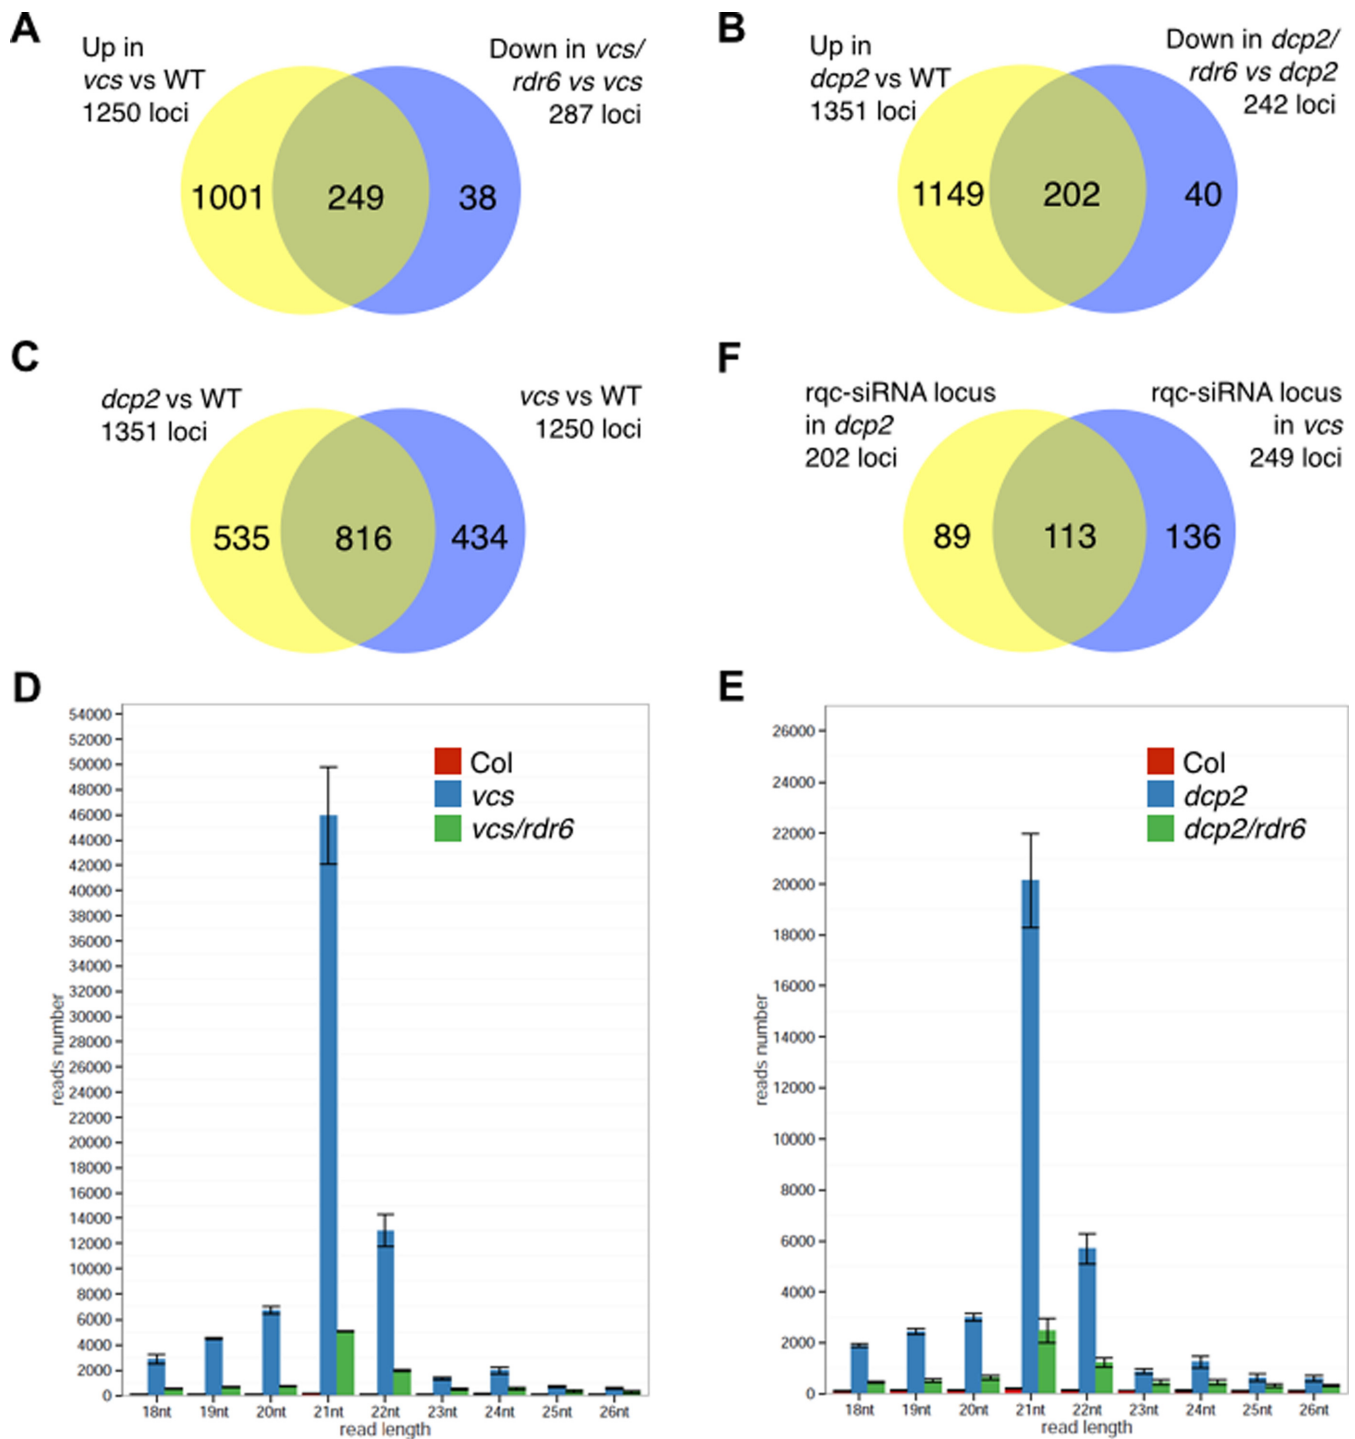 A
Up in
vcs vs WT
1250 loci
Down in vcs/
rdr6 vs vcs
287 loci
1001
249
38
B
Up in
dcp2 vs WT
1351 loci
Down in dcp2/
rdr6 vs dcp2
242 loci
1149
202
40
C
dcp2 vs WT
1351 loci
vcs vs WT
1250 loci
535
816
434
F
rqc-siRNA locus
in dcp2
202 loci
rqc-siRNA locus
in vcs
249 loci
89
113
136
D
54000
52000
50000
48000
46000
44000
42000
40000
38000
36000
34000
32000
30000
28000
26000
24000
22000
20000
18000
16000
14000
12000
10000
8000
6000
4000
2000
0
reads number
Col
vcs
vcs/rdr6
18nt 19nt 20nt 21nt 22nt 23nt 24nt 25nt 26nt
read length
E
26000
24000
22000
20000
18000
16000
14000
12000
10000
8000
6000
4000
2000
0
reads number
Col
dcp2
dcp2/rdr6
18nt 19nt 20nt 21nt 22nt 23nt 24nt 25nt 26nt
read length